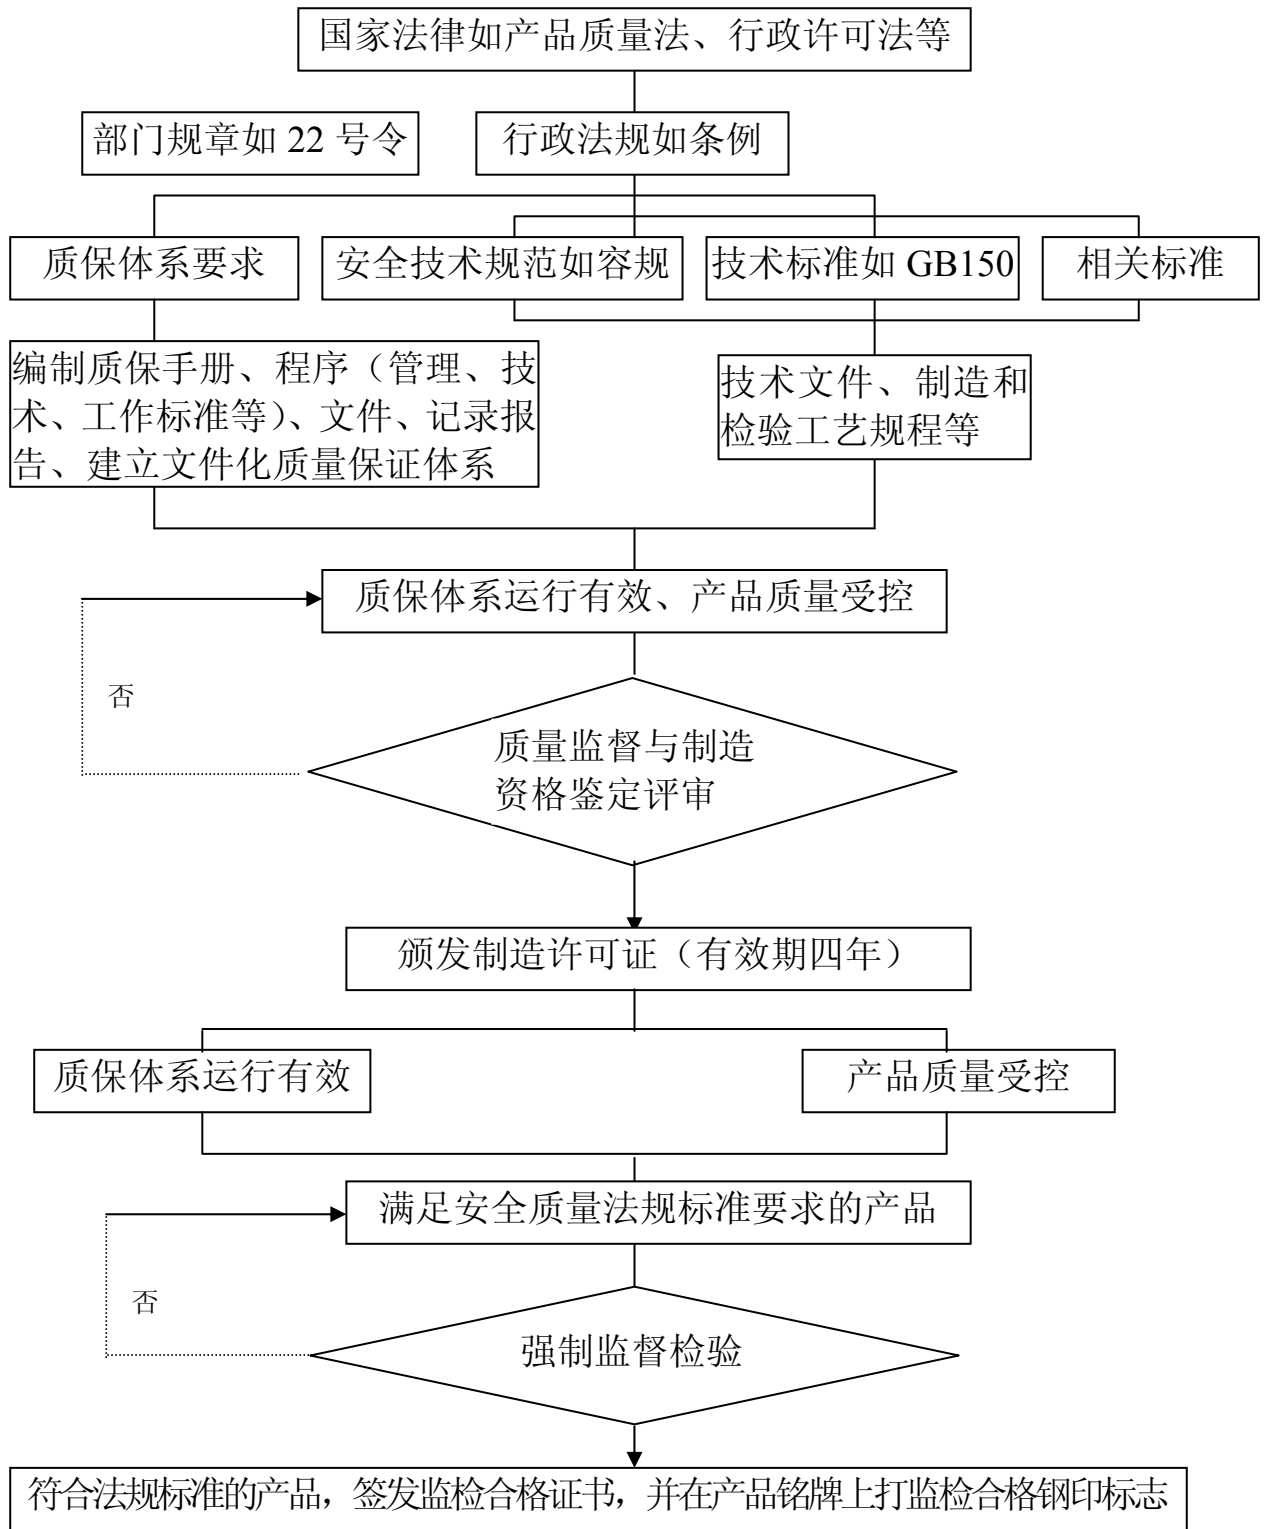 国家法律如产品质量法、行政许可法等
部门规章如 22 号令
行政法规如条例
质保体系要求
安全技术规范如容规
技术标准如 GB150
相关标准
编制质保手册、程序（管理、技
术、工作标准等）、文件、记录报
告、建立文件化质量保证体系
技术文件、制造和
检验工艺规程等
质保体系运行有效、产品质量受控
否
质量监督与制造
资格鉴定评审
颁发制造许可证（有效期四年）
质保体系运行有效
产品质量受控
满足安全质量法规标准要求的产品
否
强制监督检验
符合法规标准的产品，签发监检合格证书，并在产品铭牌上打监检合格钢印标志